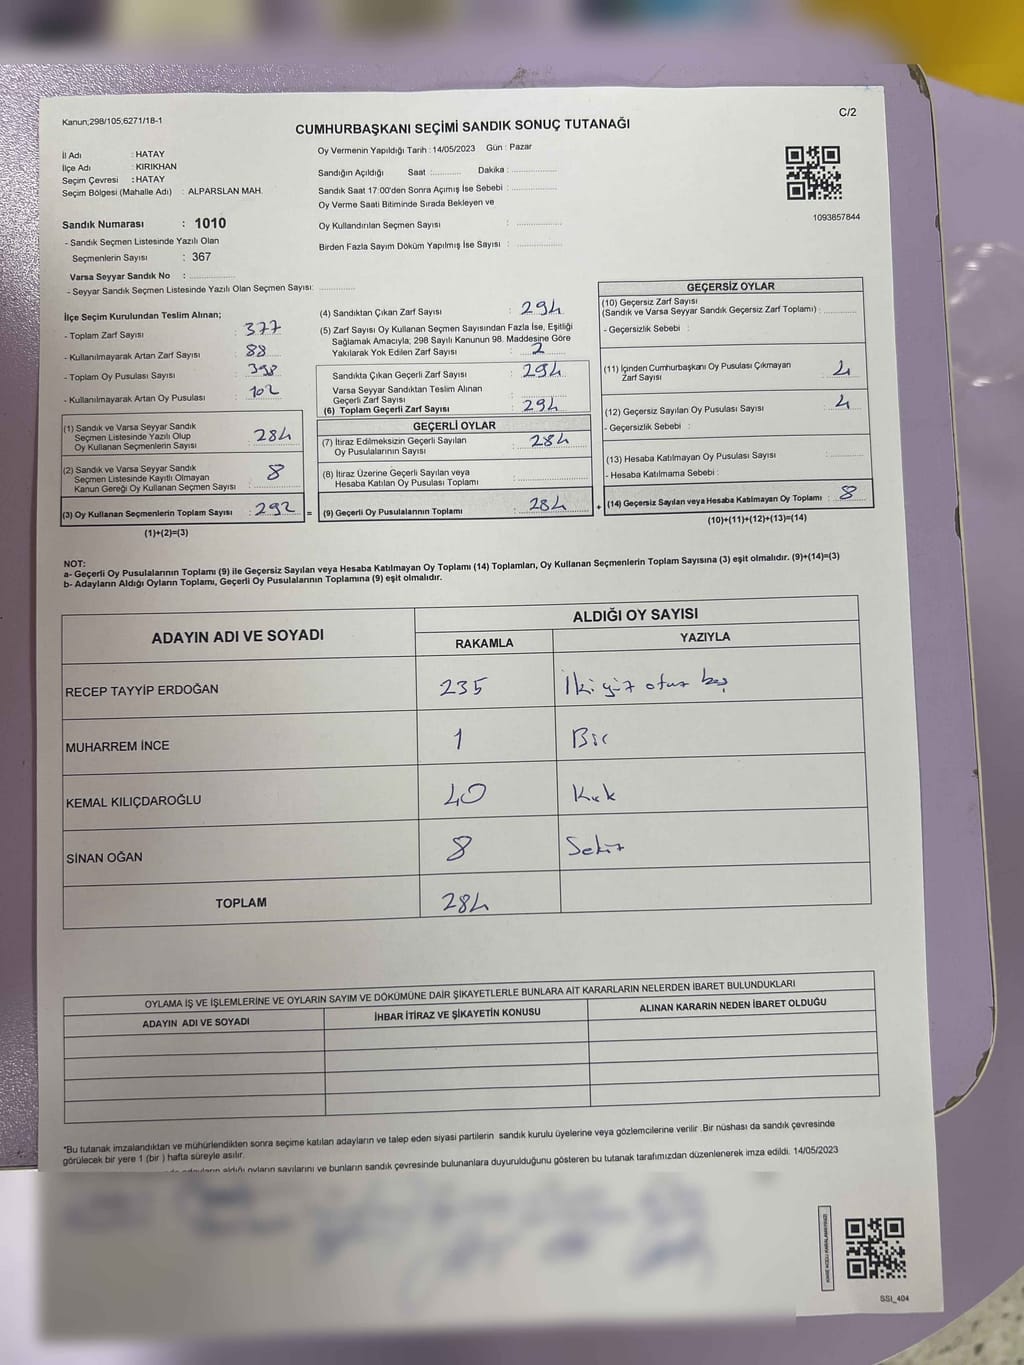 Kanun;298/105;6271/18-1
C/2
CUMHURBAŞKANI SEÇİMİ SANDIK SONUÇ TUTANAĞI
İl Adı : HATAY
İlçe Adı : KIRIKHAN
Seçim Çevresi : HATAY
Seçim Bölgesi (Mahalle Adı) : ALPARSLAN MAH.
Oy Vermenin Yapıldığı Tarih : 14/05/2023 Gün : Pazar
Sandığın Açıldığı Saat : Dakika :
Sandık Saat 17:00'den Sonra Açımış İse Sebebi :
Oy Verme Saati Bitiminde Sırada Bekleyen ve
Oy Kullandırılan Seçmen Sayısı :
Birden Fazla Sayım Döküm Yapılmış İse Sayısı :
1093857844
Sandık Numarası : 1010
- Sandık Seçmen Listesinde Yazılı Olan
Seçmenlerin Sayısı : 367
Varsa Seyyar Sandık No :
- Seyyar Sandık Seçmen Listesinde Yazılı Olan Seçmen Sayısı:
İlçe Seçim Kurulundan Teslim Alınan;
- Toplam Zarf Sayısı : 377
- Kullanılmayarak Artan Zarf Sayısı : 88
- Toplam Oy Pusulası Sayısı :
- Kullanılmayarak Artan Oy Pusulası : 102
(1) Sandık ve Varsa Seyyar Sandık
Seçmen Listesinde Yazılı Olup
Oy Kullanan Seçmenlerin Sayısı : 284
(2) Sandık ve Varsa Seyyar Sandık
Seçmen Listesinde Kayıtlı Olmayan
Kanun Gereği Oy Kullanan Seçmen Sayısı : 8
(3) Oy Kullanan Seçmenlerin Toplam Sayısı : 292 =
(1)+(2)=(3)
(4) Sandıktan Çıkan Zarf Sayısı : 294
(5) Zarf Sayısı Oy Kullanan Seçmen Sayısından Fazla İse, Eşitliği
Sağlamak Amacıyla, 298 Sayılı Kanunun 98. Maddesine Göre
Yakılarak Yok Edilen Zarf Sayısı : 2
Sandıkta Çıkan Geçerli Zarf Sayısı : 294
Varsa Seyyar Sandıktan Teslim Alınan
Geçerli Zarf Sayısı :
(6) Toplam Geçerli Zarf Sayısı : 294
GEÇERLİ OYLAR
(7) İtiraz Edilmeksizin Geçerli Sayılan
Oy Pusulalarının Sayısı : 284
(8) İtiraz Üzerine Geçerli Sayılan veya
Hesaba Katılan Oy Pusulası Toplamı :
(9) Geçerli Oy Pusulalarının Toplamı : 284 +
GEÇERSİZ OYLAR
(10) Geçersiz Zarf Sayısı
(Sandık ve Varsa Seyyar Sandık Geçersiz Zarf Toplamı) :
- Geçersizlik Sebebi :
(11) İçinden Cumhurbaşkanı Oy Pusulası Çıkmayan
Zarf Sayısı : 4
(12) Geçersiz Sayılan Oy Pusulası Sayısı : 4
- Geçersizlik Sebebi :
(13) Hesaba Katılmayan Oy Pusulası Sayısı :
- Hesaba Katılmama Sebebi :
(14) Geçersiz Sayılan veya Hesaba Katılmayan Oy Toplamı : 8
(10)+(11)+(12)+(13)=(14)
NOT:
a- Geçerli Oy Pusulalarının Toplamı (9) ile Geçersiz Sayılan veya Hesaba Katılmayan Oy Toplamı (14) Toplamları, Oy Kullanan Seçmenlerin Toplam Sayısına (3) eşit olmalıdır. (9)+(14)=(3)
b- Adayların Aldığı Oyların Toplamı, Geçerli Oy Pusulalarının Toplamına (9) eşit olmalıdır.
ADAYIN ADI VE SOYADI
ALDIĞI OY SAYISI
RAKAMLA YAZIYLA
RECEP TAYYİP ERDOĞAN 235 İki yüz otuz beş
MUHARREM İNCE 1 Bir
KEMAL KILIÇDAROĞLU 40 Kırk
SİNAN OĞAN 8 Sekiz
TOPLAM 284
OYLAMA İŞ VE İŞLEMLERİNE VE OYLARIN SAYIM VE DÖKÜMÜNE DAİR ŞİKAYETLERLE BUNLARA AİT KARARLARIN NELERDEN İBARET BULUNDUKLARI
ADAYIN ADI VE SOYADI İHBAR İTİRAZ VE ŞİKAYETİN KONUSU ALINAN KARARIN NEDEN İBARET OLDUĞU
*Bu tutanak imzalandıktan ve mühürlendikten sonra seçime katılan adayların ve talep eden siyasi partilerin sandık kurulu üyelerine veya gözlemcilerine verilir .Bir nüshası da sandık çevresinde
görülecek bir yere 1 (bir ) hafta süreyle asılır.
adayların aldığı oyların sayılarını ve bunların sandık çevresinde bulunanlara duyurulduğunu gösteren bu tutanak tarafımızdan düzenlenerek imza edildi. 14/05/2023
SSI_404